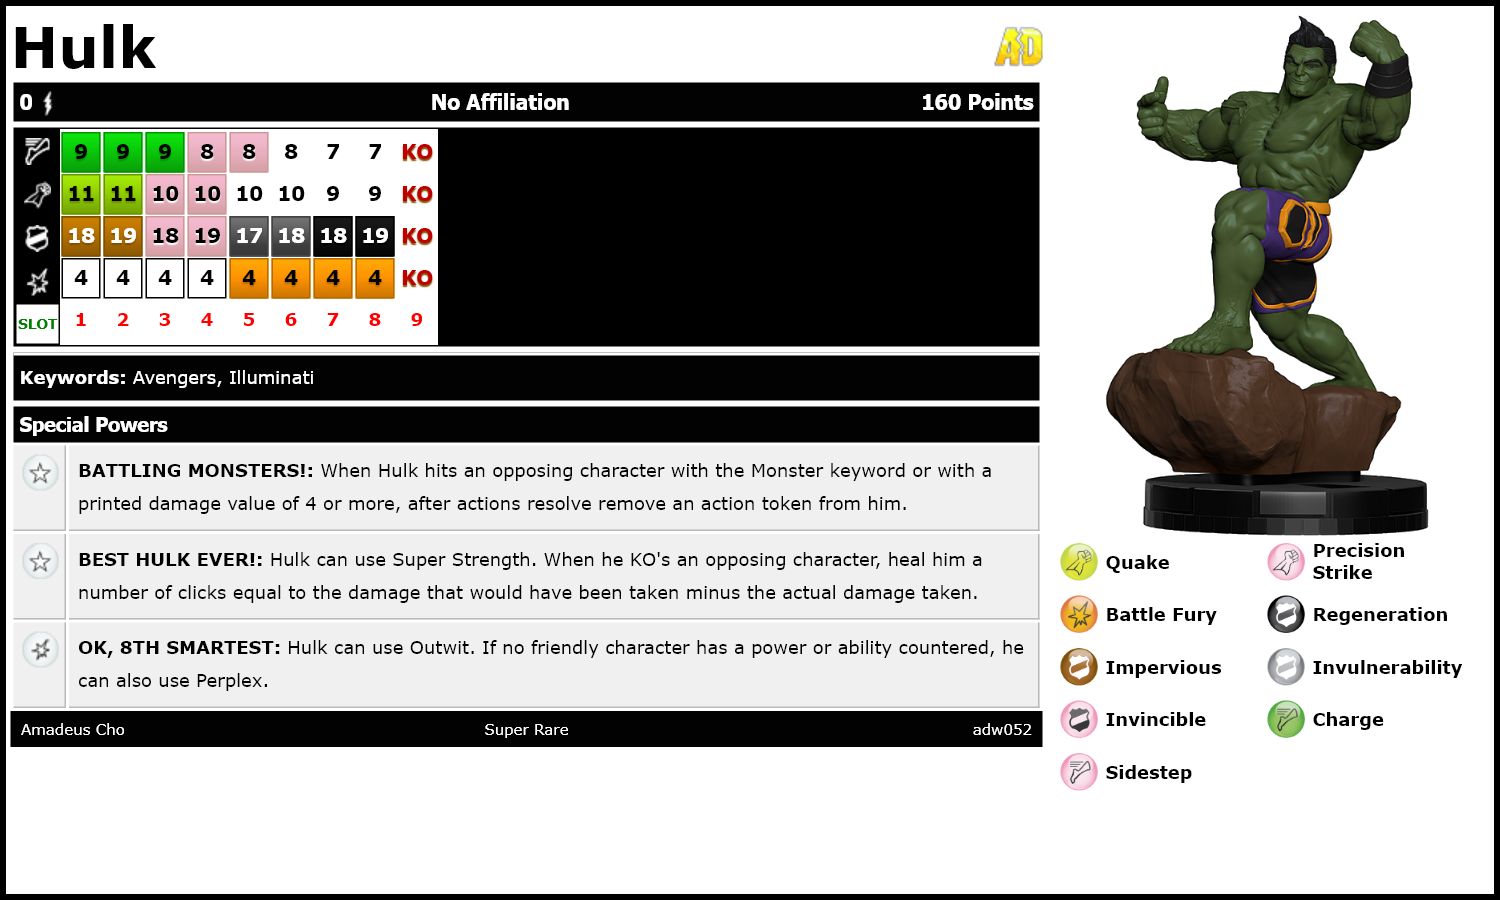 Hulk
AD
0 No Affiliation 160 Points
9 9 9 8 8 8 7 7 KO
11 11 10 10 10 10 9 9 KO
18 19 18 19 17 18 18 19 KO
4 4 4 4 4 4 4 4 KO
SLOT 1 2 3 4 5 6 7 8 9
Keywords: Avengers, Illuminati
Special Powers
BATTLING MONSTERS!: When Hulk hits an opposing character with the Monster keyword or with a
printed damage value of 4 or more, after actions resolve remove an action token from him.
BEST HULK EVER!: Hulk can use Super Strength. When he KO's an opposing character, heal him a
number of clicks equal to the damage that would have been taken minus the actual damage taken.
OK, 8TH SMARTEST: Hulk can use Outwit. If no friendly character has a power or ability countered, he
can also use Perplex.
Amadeus Cho Super Rare adw052
Quake
Precision
Strike
Battle Fury
Regeneration
Impervious
Invulnerability
Invincible
Charge
Sidestep